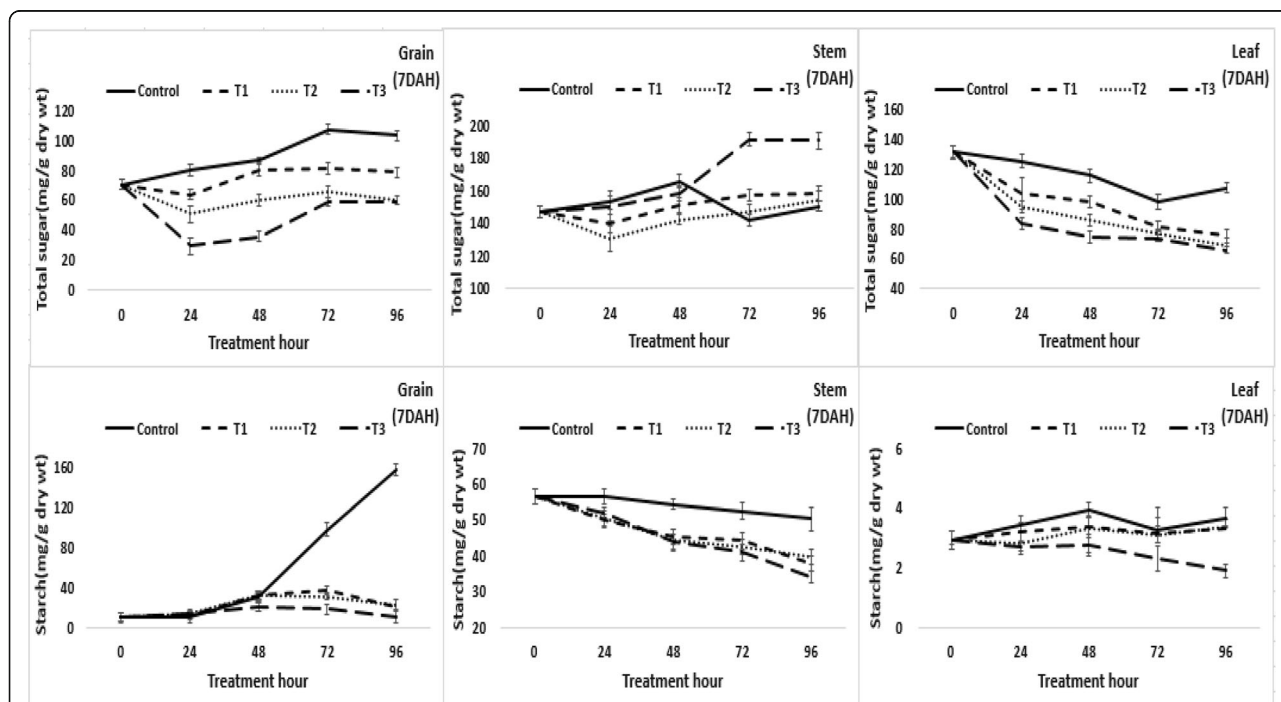 Grain
(7DAH)
Control T1 T2 T3
Total sugar(mg/g dry wt)
120
100
80
60
40
20
0
0 24 48 72 96
Treatment hour
Stem
(7DAH)
Control T1 T2 T3
Total sugar(mg/g dry wt)
200
180
160
140
120
100
0 24 48 72 96
Treatment hour
Leaf
(7DAH)
Control T1 T2 T3
Total sugar(mg/g dry wt)
160
140
120
100
80
60
40
0 24 48 72 96
Treatment hour
Grain
(7DAH)
Control T1 T2 T3
Starch(mg/g dry wt)
160
120
80
40
0
0 24 48 72 96
Treatment hour
Stem
(7DAH)
Control T1 T2 T3
Starch(mg/g dry wt)
70
60
50
40
30
20
0 24 48 72 96
Treatment hour
Leaf
(7DAH)
Control T1 T2 T3
Starch(mg/g dry wt)
6
4
2
0
0 24 48 72 96
Treatment hour